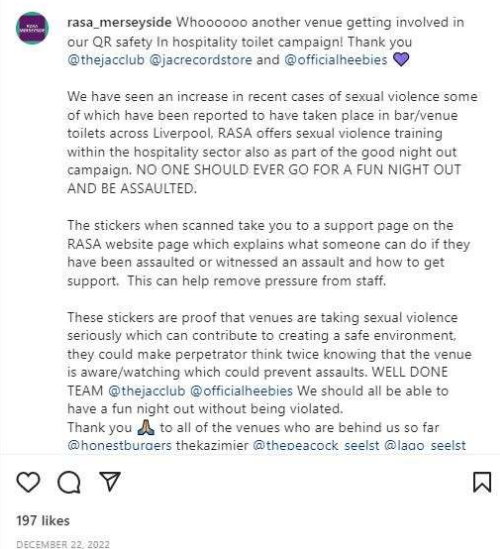 RASA
MERSEYSIDE
rasa_merseyside Whoooooo another venue getting involved in
our QR safety In hospitality toilet campaign! Thank you
@thejacclub @jacrecordstore and @officialheebies 💜
We have seen an increase in recent cases of sexual violence some
of which have been reported to have taken place in bar/venue
toilets across Liverpool, RASA offers sexual violence training
within the hospitality sector also as part of the good night out
campaign. NO ONE SHOULD EVER GO FOR A FUN NIGHT OUT
AND BE ASSAULTED.
The stickers when scanned take you to a support page on the
RASA website page which explains what someone can do if they
have been assaulted or witnessed an assault and how to get
support.  This can help remove pressure from staff.
These stickers are proof that venues are taking sexual violence
seriously which can contribute to creating a safe environment,
they could make perpetrator think twice knowing that the venue
is aware/watching which could prevent assaults. WELL DONE
TEAM @thejacclub @officialheebies We should all be able to
have a fun night out without being violated.
Thank you 🙏🏽 to all of the venues who are behind us so far
@honestburgers thekazimier @thepeacock_seelst @lago_seelst
197 likes
DECEMBER 22, 2022